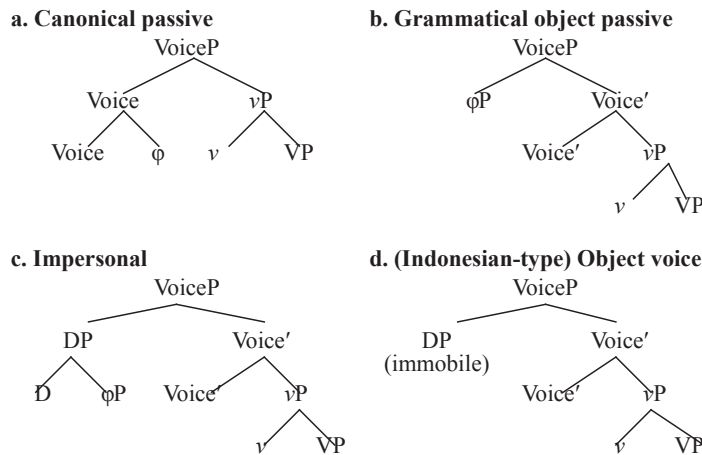 a. Canonical passive
VoiceP
Voice vP
Voice φ v VP
b. Grammatical object passive
VoiceP
φP Voice′
Voice′ vP
v VP
c. Impersonal
VoiceP
DP Voice′
D φP Voice′ vP
v VP
d. (Indonesian-type) Object voice
VoiceP
DP Voice′
(immobile)
Voice′ vP
v VP